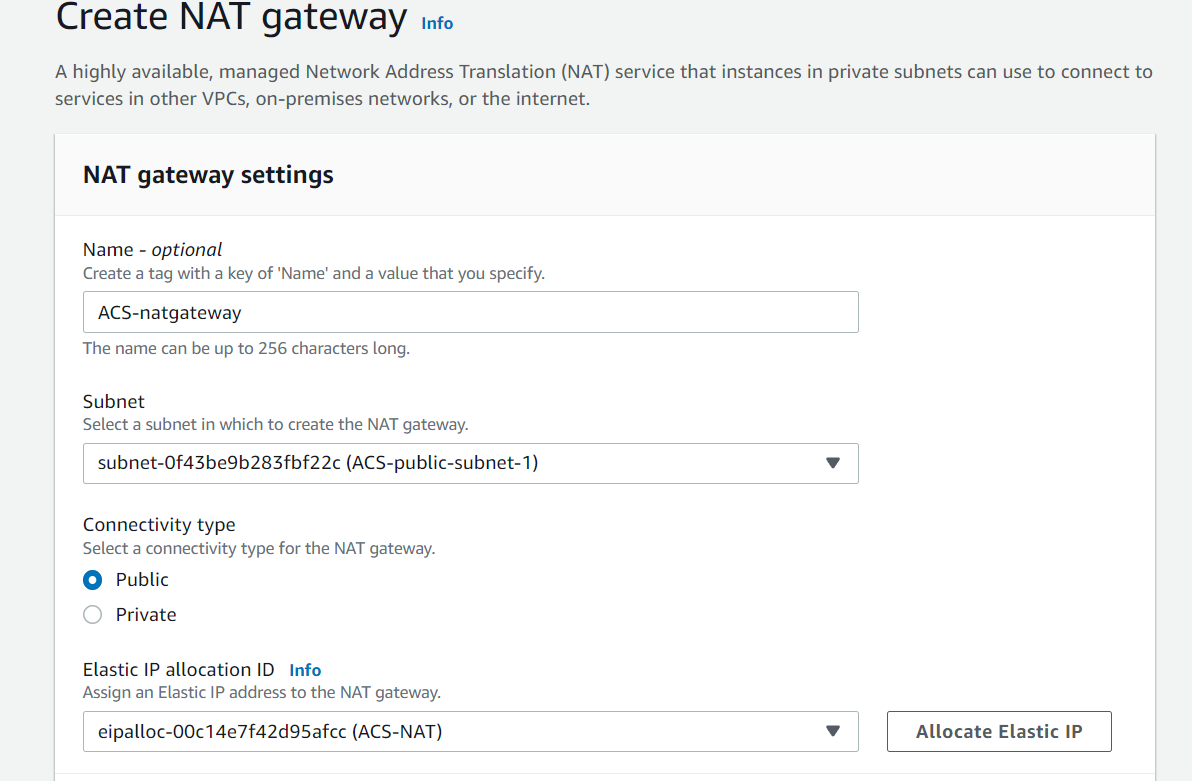 Create NAT gateway Info
A highly available, managed Network Address Translation (NAT) service that instances in private subnets can use to connect to
services in other VPCs, on-premises networks, or the internet.
NAT gateway settings
Name - optional
Create a tag with a key of 'Name' and a value that you specify.
ACS-natgateway
The name can be up to 256 characters long.
Subnet
Select a subnet in which to create the NAT gateway.
subnet-0f43be9b283fbf22c (ACS-public-subnet-1)
Connectivity type
Select a connectivity type for the NAT gateway.
Public
Private
Elastic IP allocation ID Info
Assign an Elastic IP address to the NAT gateway.
eipalloc-00c14e7f42d95afcc (ACS-NAT)
Allocate Elastic IP